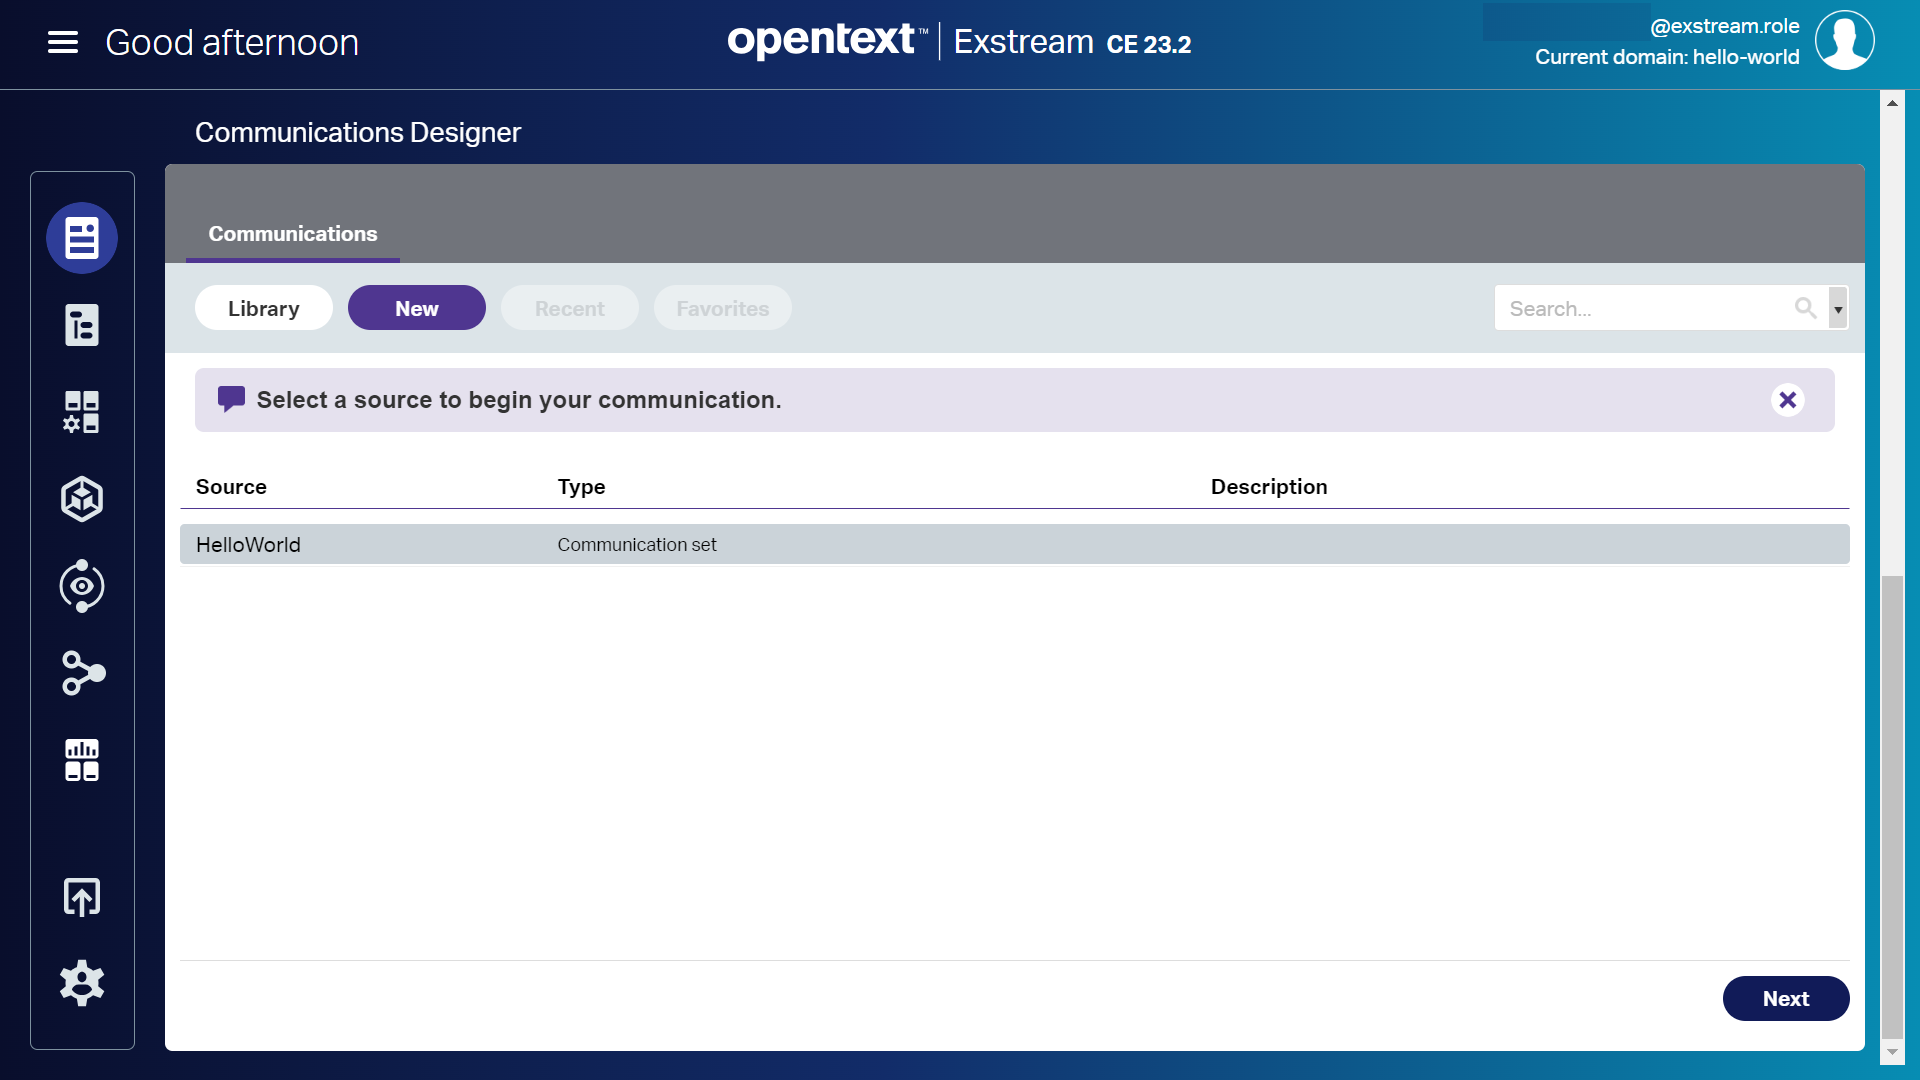 Good afternoon
opentext™ | Exstream CE 23.2
@exstream.role
Current domain: hello-world
Communications Designer
Communications
Library New Recent Favorites Search...
Select a source to begin your communication.
Source Type Description
HelloWorld Communication set
Next